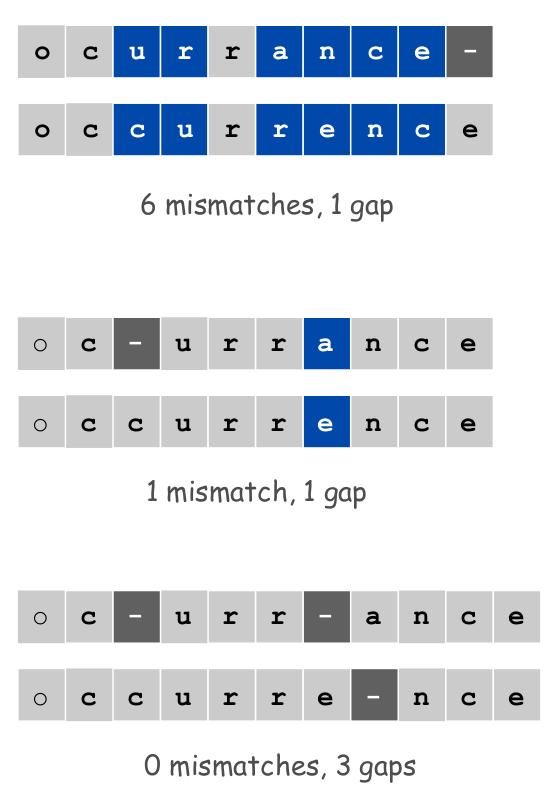 o c u r r a n c e -
o c c u r r e n c e
6 mismatches, 1 gap
o c - u r r a n c e
o c c u r r e n c e
1 mismatch, 1 gap
o c - u r r - a n c e
o c c u r r e - n c e
0 mismatches, 3 gaps